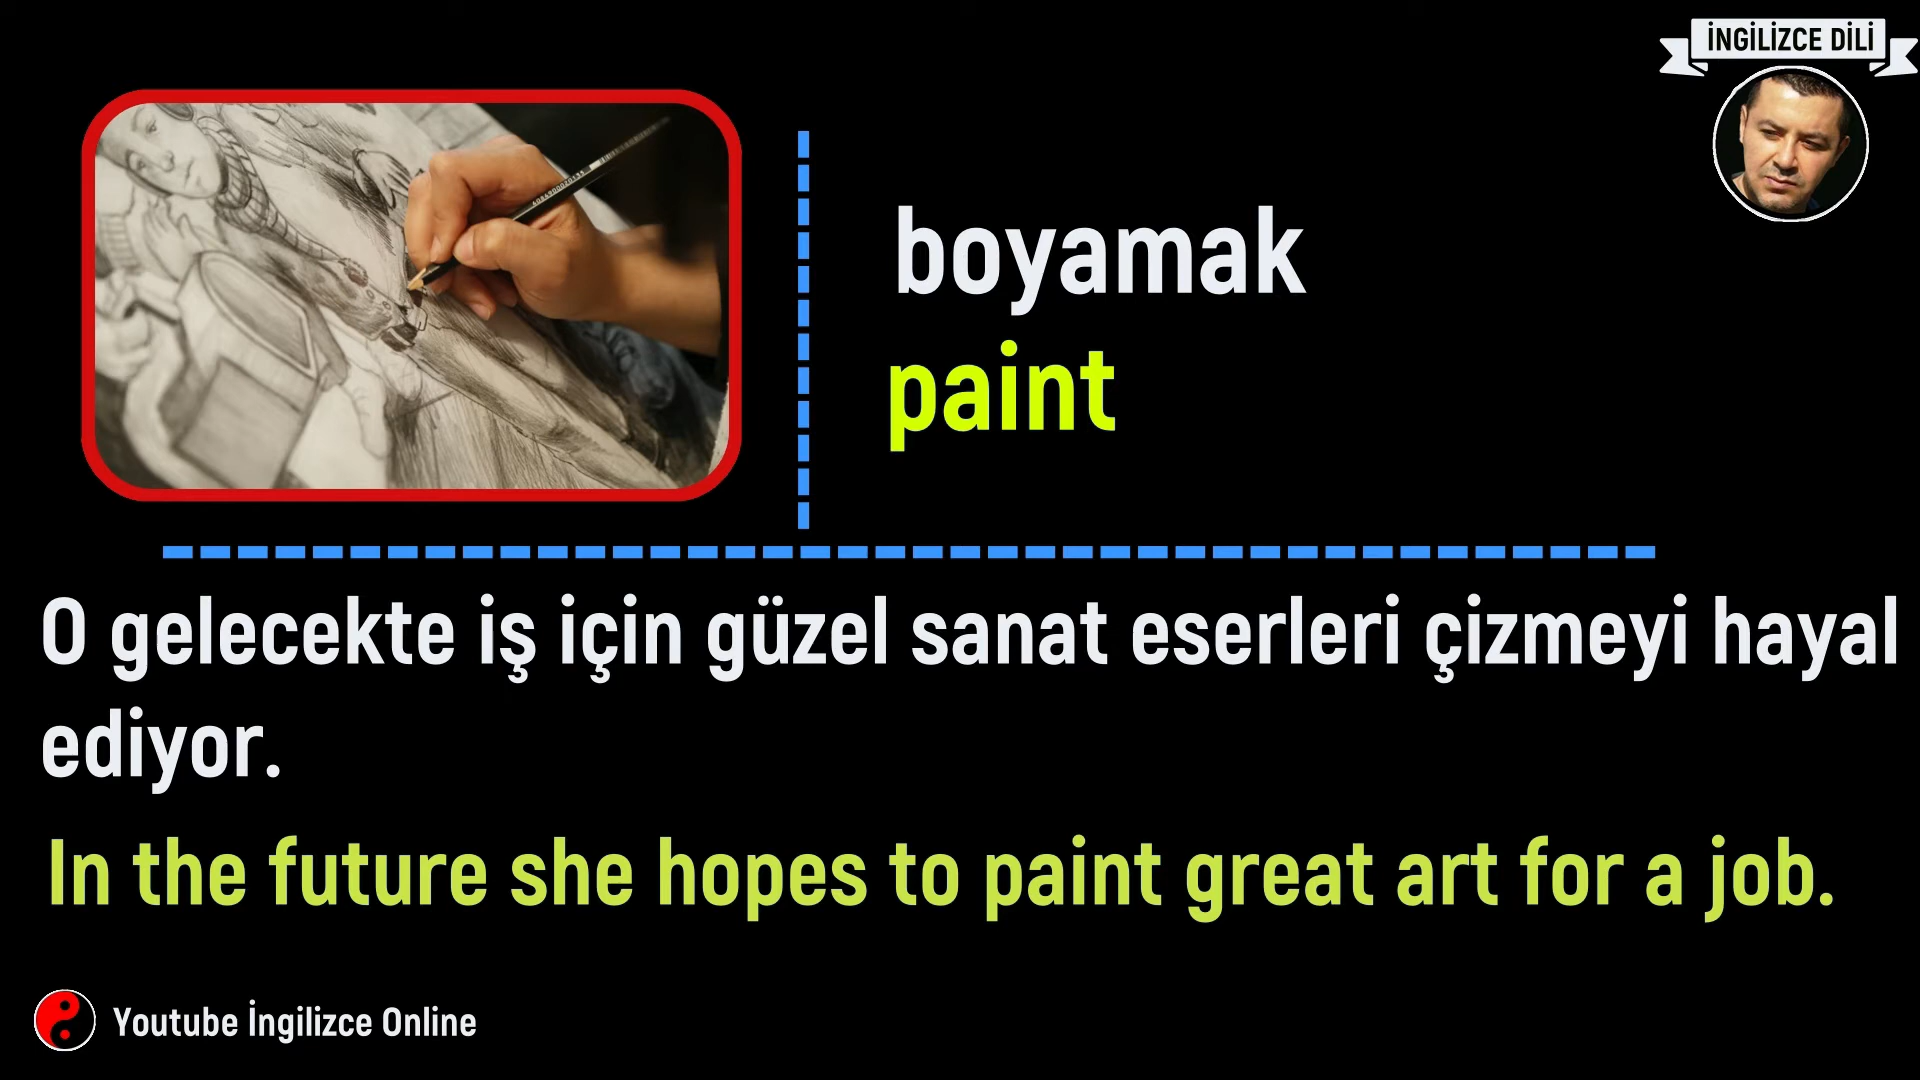 İNGİLİZCE DİLİ
boyamak
paint
O gelecekte iş için güzel sanat eserleri çizmeyi hayal
ediyor.
In the future she hopes to paint great art for a job.
Youtube İngilizce Online